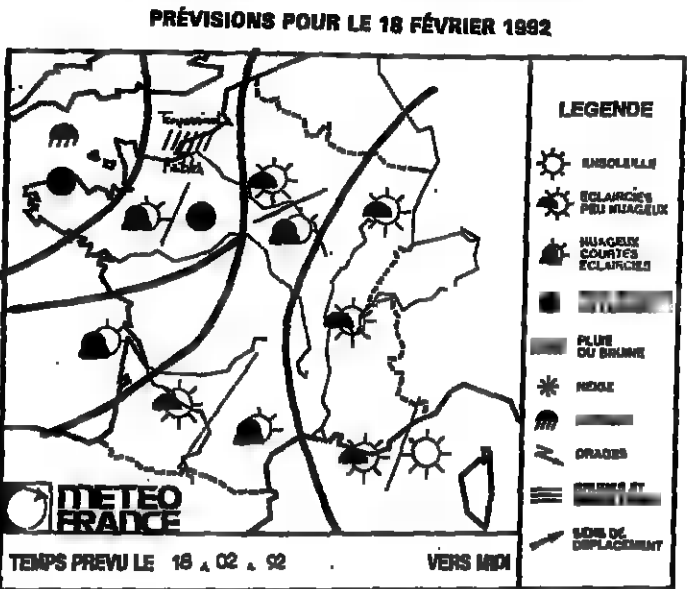 PRÉVISIONS POUR LE 18 FÉVRIER 1992
LEGENDE
ENSOLEILLE
ECLAIRCIES
PEU NUAGEUX
NUAGEUX
COURTES
ECLAIRCIES
PLUIE
OU BRUINE
NEIGE
ORAGES
SENS DE
DEPLACEMENT
METEO
FRANCE
TEMPS PREVU LE 18 02 92 VERS MIDI